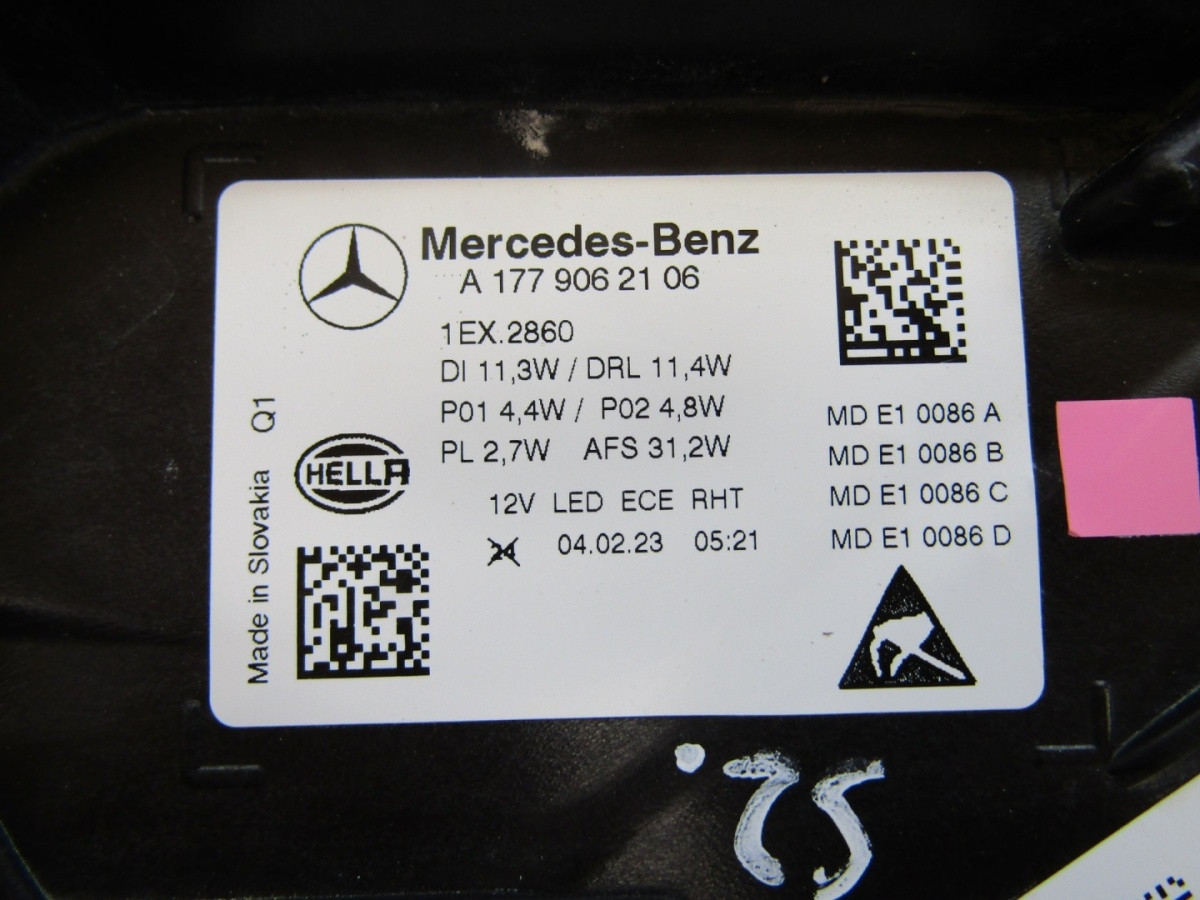 Mercedes-Benz
A 177 906 21 06
1EX.2860
DI 11,3W / DRL 11,4W
P01 4,4W / P02 4,8W
PL 2,7W AFS 31,2W
12V LED ECE RHT
24 04.02.23 05:21
MD E1 0086 A
MD E1 0086 B
MD E1 0086 C
MD E1 0086 D
HELLA
Made in Slovakia Q1